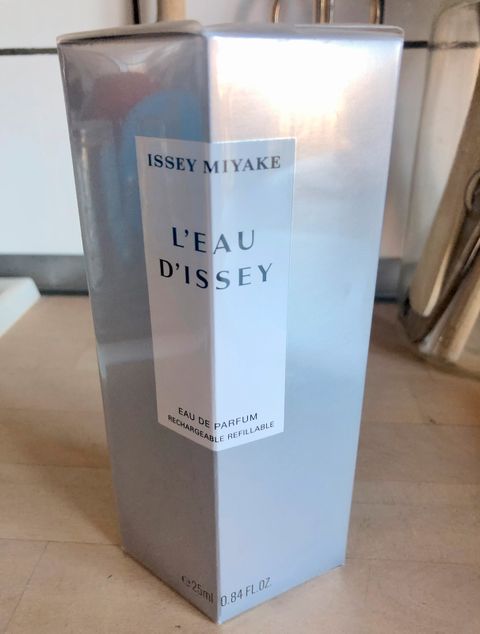 ISSEY MIYAKE
L'EAU
D'ISSEY
EAU DE PARFUM
RECHARGEABLE REFILLABLE
℮25ml 0.84 FL.OZ.